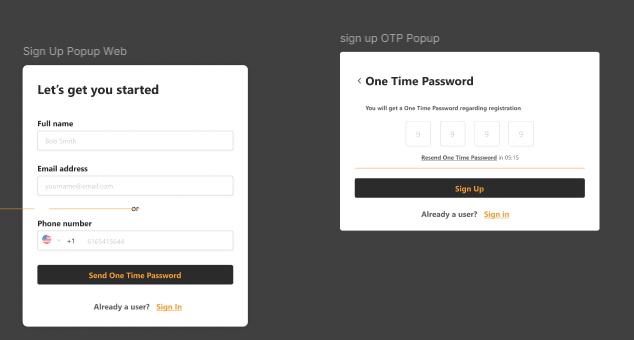 Sign Up Popup Web
Let's get you started
Full name
Bob Smith
Email address
yourname@email.com
or
Phone number
+1 6165415644
Send One Time Password
Already a user? Sign In
sign up OTP Popup
< One Time Password
You will get a One Time Password regarding registration
9 9 9 9
Resend One Time Password in 05:15
Sign Up
Already a user? Sign in